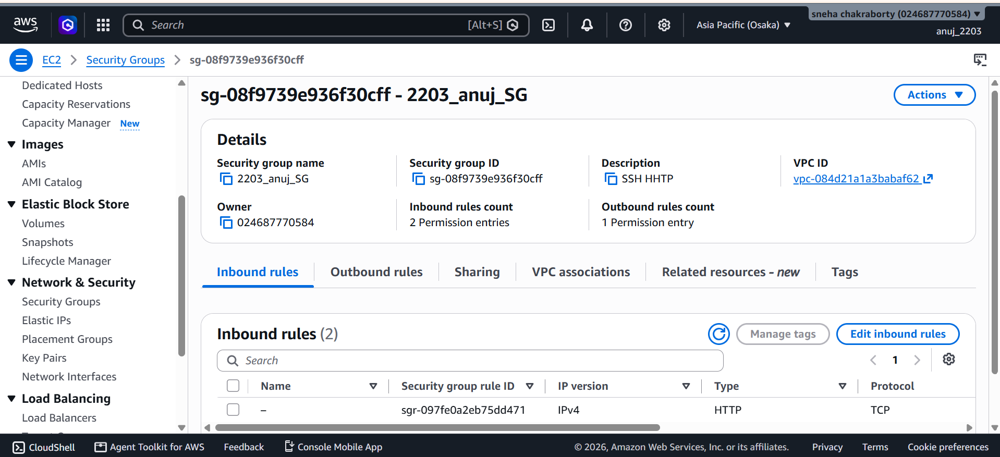 aws
Search
[Alt+S]
Asia Pacific (Osaka)
sneha chakraborty (024687770584)
anuj_2203
EC2
Security Groups
sg-08f9739e936f30cff
Dedicated Hosts
Capacity Reservations
Capacity Manager New
Images
AMIs
AMI Catalog
Elastic Block Store
Volumes
Snapshots
Lifecycle Manager
Network & Security
Security Groups
Elastic IPs
Placement Groups
Key Pairs
Network Interfaces
Load Balancing
Load Balancers
sg-08f9739e936f30cff - 2203_anuj_SG
Actions
Details
Security group name
2203_anuj_SG
Security group ID
sg-08f9739e936f30cff
Description
SSH HHTP
VPC ID
vpc-084d21a1a3babaf62
Owner
024687770584
Inbound rules count
2 Permission entries
Outbound rules count
1 Permission entry
Inbound rules
Outbound rules
Sharing
VPC associations
Related resources - new
Tags
Inbound rules (2)
Manage tags
Edit inbound rules
Search
1
Name
Security group rule ID
IP version
Type
Protocol
–
sgr-097fe0a2eb75dd471
IPv4
HTTP
TCP
CloudShell
Agent Toolkit for AWS
Feedback
Console Mobile App
© 2026, Amazon Web Services, Inc. or its affiliates.
Privacy
Terms
Cookie preferences